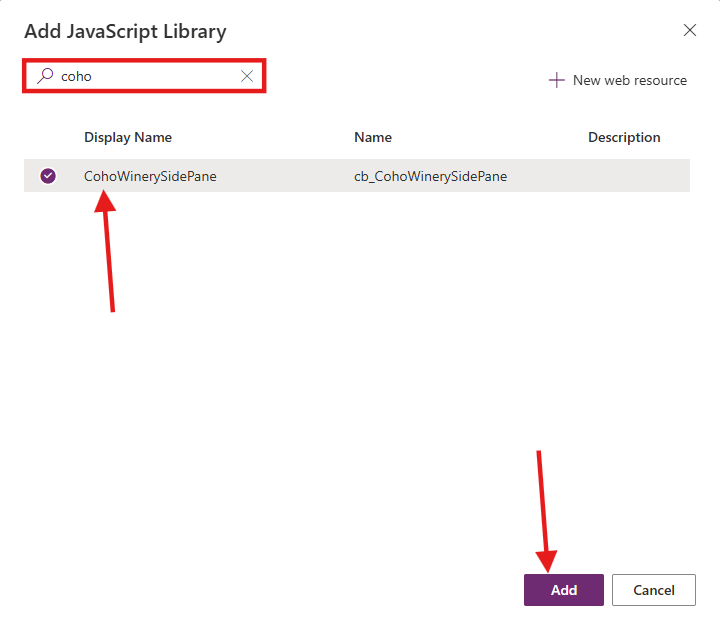 Add JavaScript Library
coho
New web resource
Display Name Name Description
CohoWinerySidePane cb_CohoWinerySidePane
Add Cancel